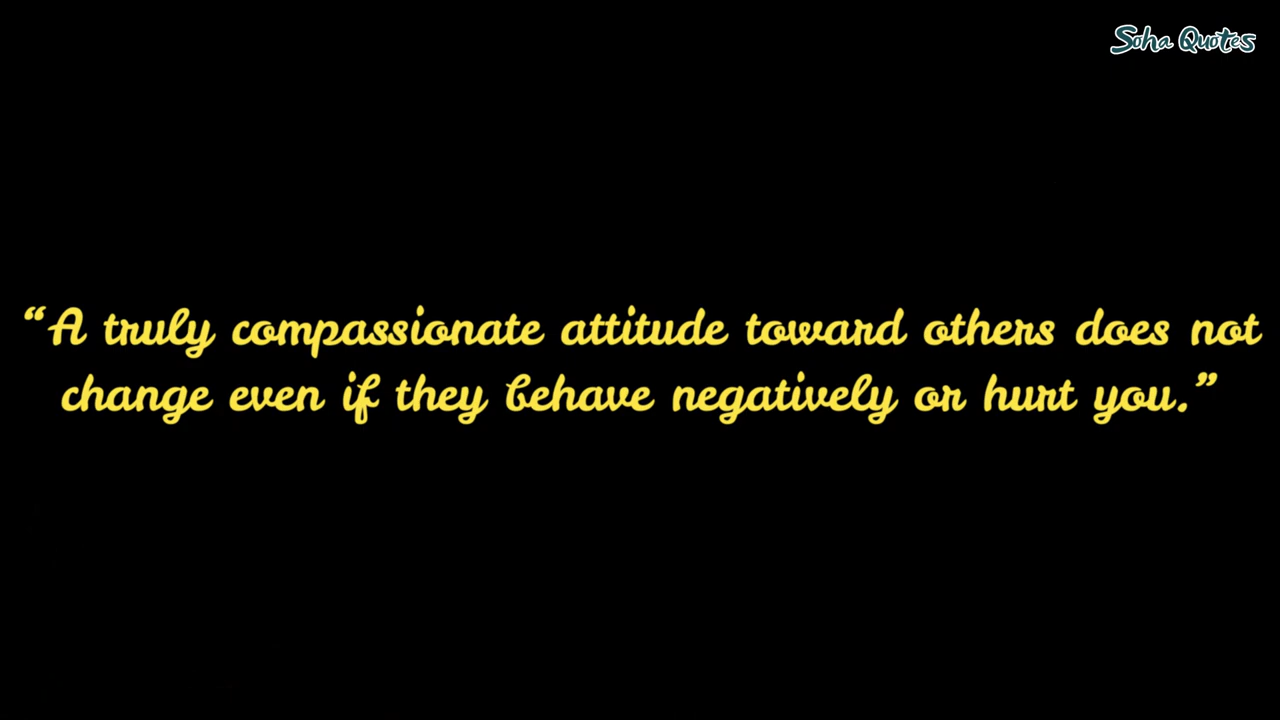 Soha Quotes
“A truly compassionate attitude toward others does not
change even if they behave negatively or hurt you.”